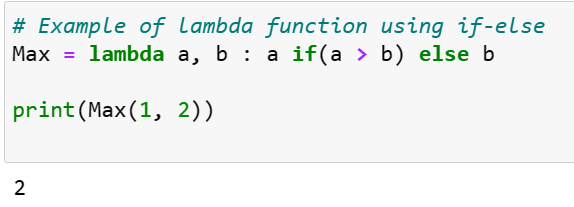 # Example of lambda function using if-else
Max = lambda a, b : a if(a > b) else b
print(Max(1, 2))
2